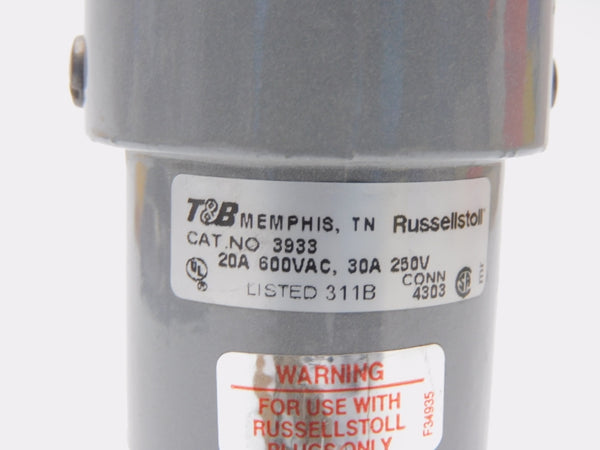 T&B MEMPHIS, TN Russellstoll
CAT.NO 3933
20A 600VAC, 30A 250V
UL LISTED 311B CONN
4303
WARNING
FOR USE WITH
RUSSELLSTOLL
PLUGS ONLY
F34935